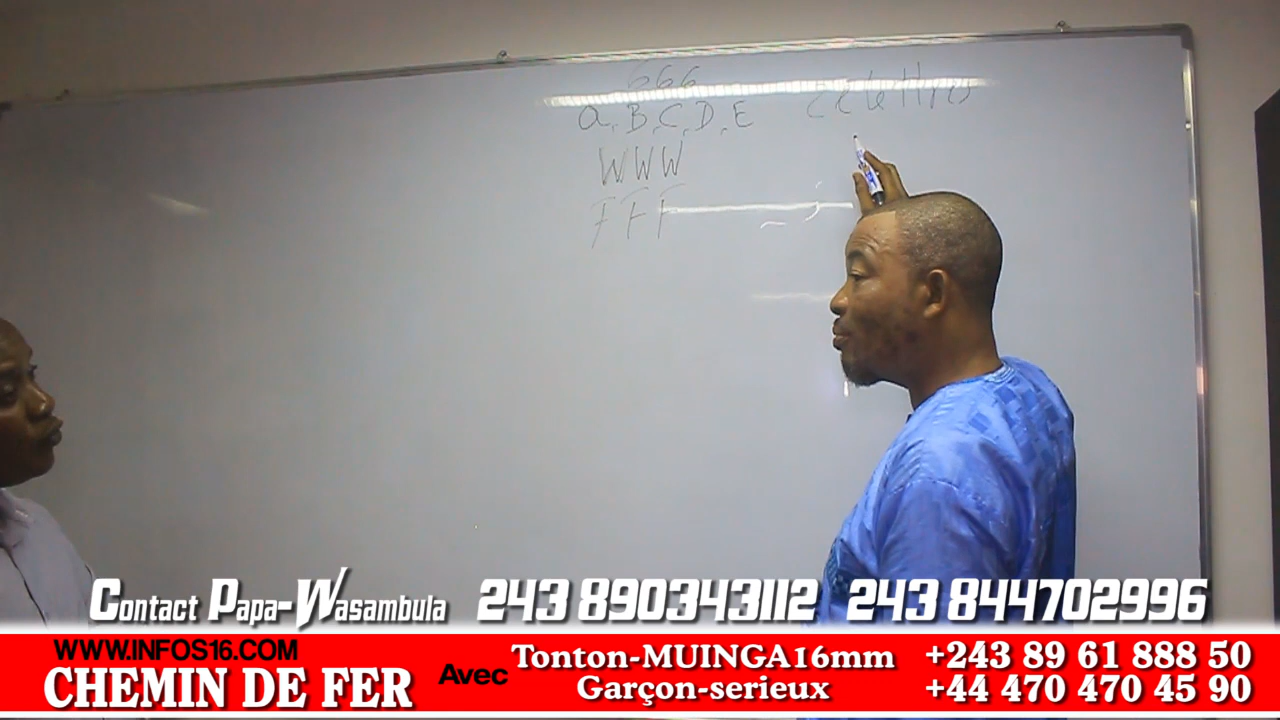 666
a, B, C, D, E
WWW
FFF
Contact Papa-Wasambula 243 890343112 243 844702996
WWW.INFOS16.COM
CHEMIN DE FER
Avec
Tonton-MUINGA16mm
Garçon-serieux
+243 89 61 888 50
+44 470 470 45 90